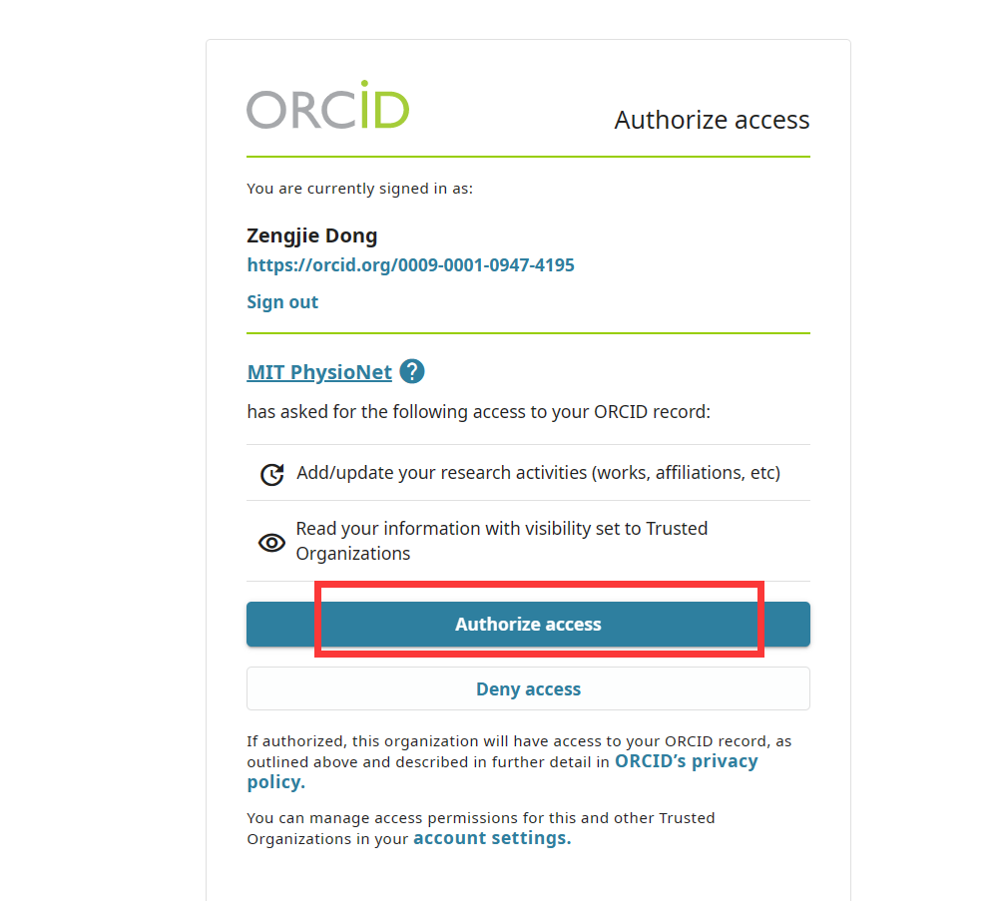 ORCID
Authorize access
You are currently signed in as:
Zengjie Dong
https://orcid.org/0009-0001-0947-4195
Sign out
MIT PhysioNet ?
has asked for the following access to your ORCID record:
Add/update your research activities (works, affiliations, etc)
Read your information with visibility set to Trusted
Organizations
Authorize access
Deny access
If authorized, this organization will have access to your ORCID record, as
outlined above and described in further detail in ORCID’s privacy
policy.
You can manage access permissions for this and other Trusted
Organizations in your account settings.